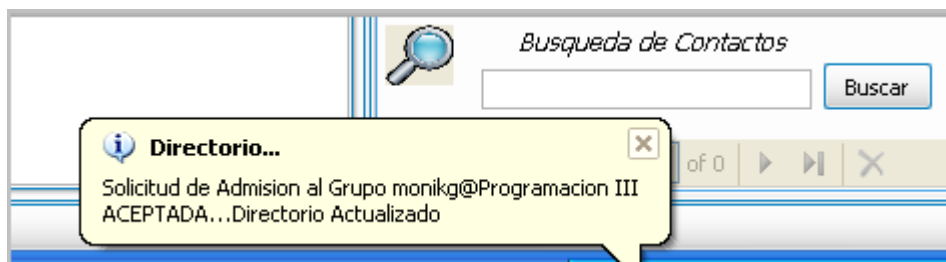 Busqueda de Contactos
Buscar
Directorio...
of 0
Solicitud de Admision al Grupo monikg@Programacion III
ACEPTADA...Directorio Actualizado